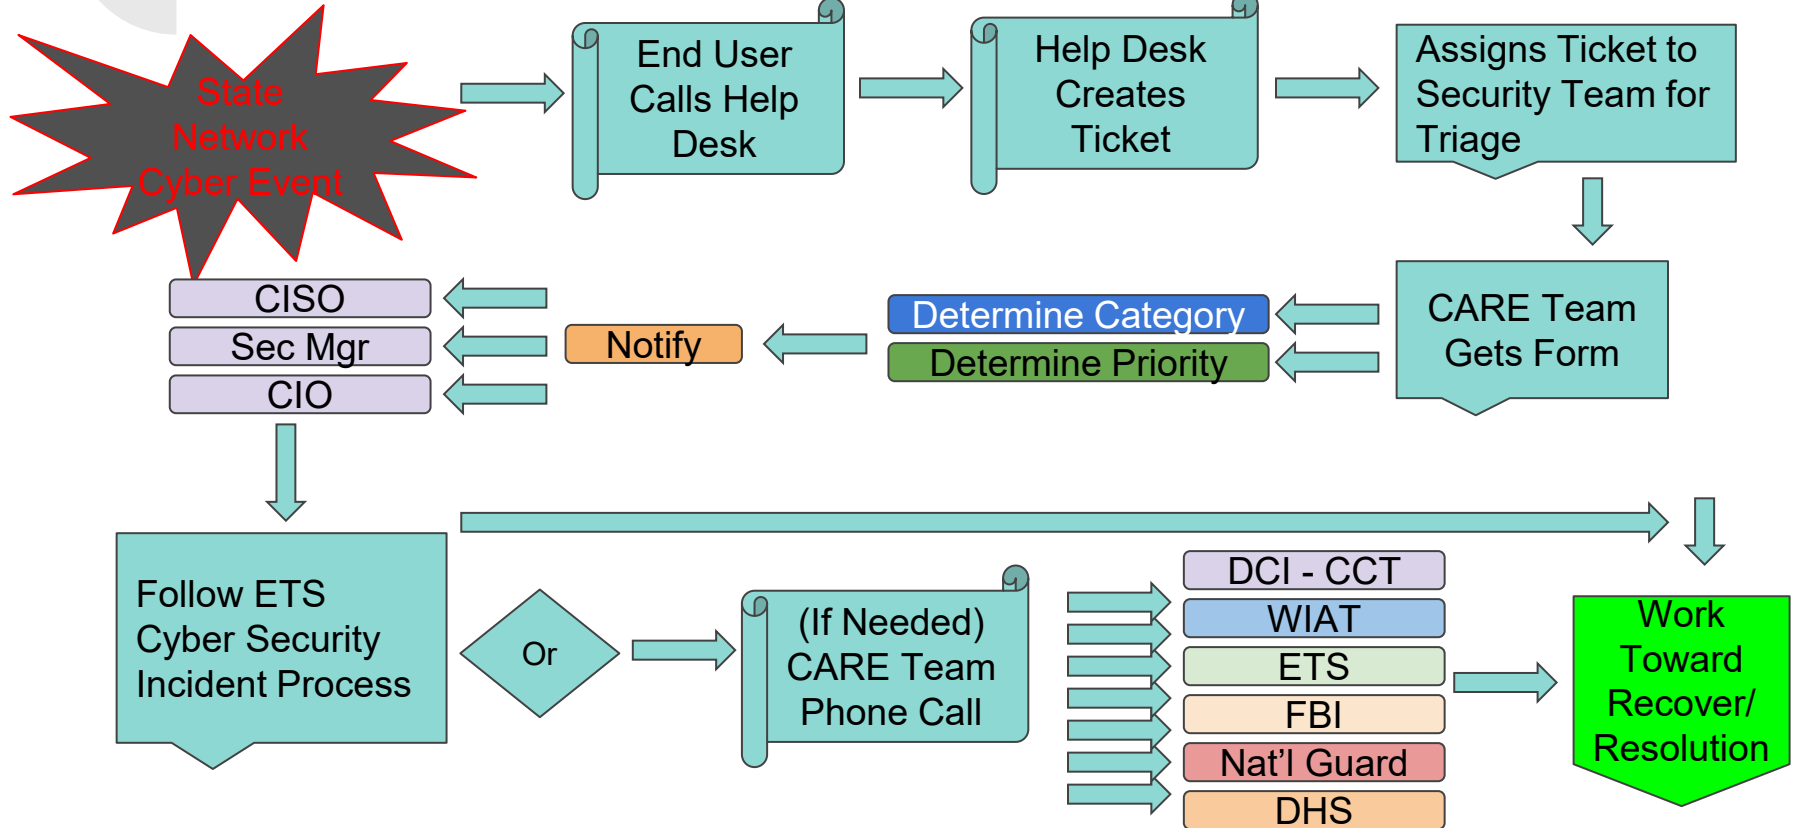 State
Network
Cyber Event
End User
Calls Help
Desk
Help Desk
Creates
Ticket
Assigns Ticket to
Security Team for
Triage
CARE Team
Gets Form
Determine Category
Determine Priority
Notify
CISO
Sec Mgr
CIO
Follow ETS
Cyber Security
Incident Process
Or
(If Needed)
CARE Team
Phone Call
DCI - CCT
WIAT
ETS
FBI
Nat’l Guard
DHS
Work
Toward
Recover/
Resolution